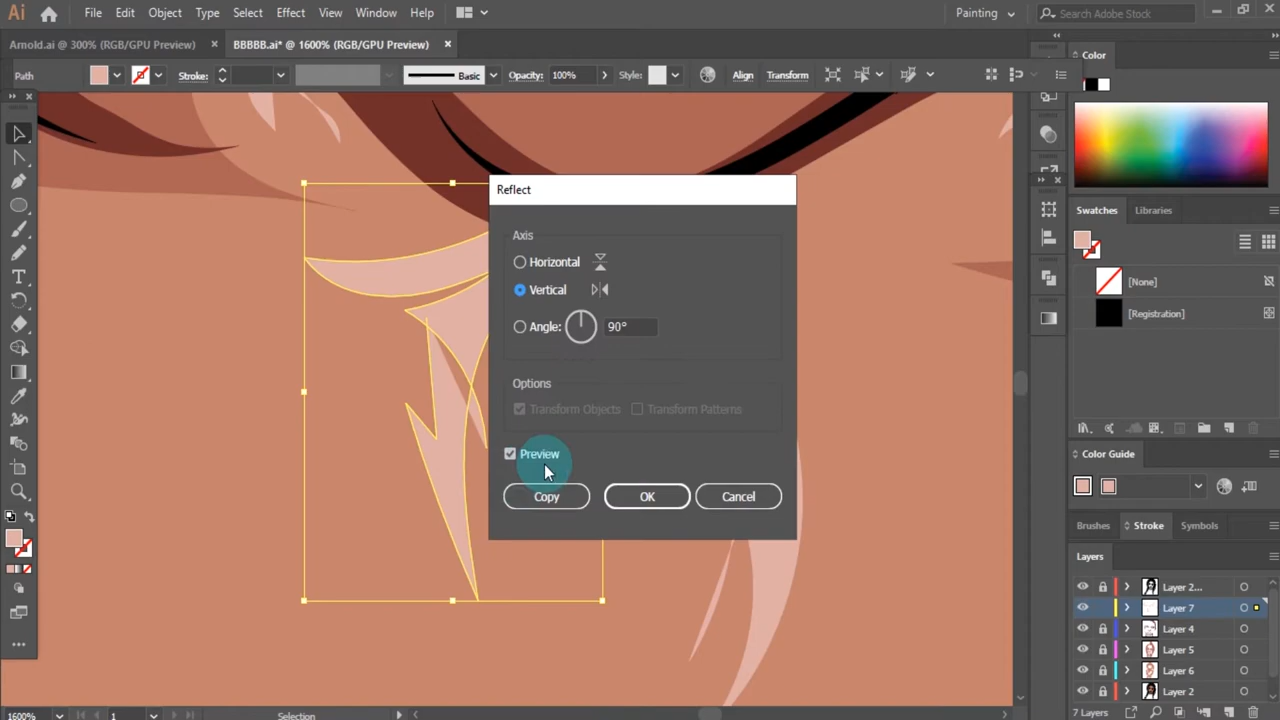 Ai File Edit Object Type Select Effect View Window Help Painting Search Adobe Stock
Arnold.ai @ 300% (RGB/GPU Preview) × BBBBB.ai* @ 1600% (RGB/GPU Preview) ×
Path Stroke: Basic Opacity: 100% Style: Align Transform
Color
Reflect
Axis
Horizontal
Vertical
Angle: 90°
Options
Transform Objects Transform Patterns
Preview
Copy OK Cancel
Swatches Libraries
[None]
[Registration]
Color Guide
Brushes Stroke Symbols
Layers
Layer 2...
Layer 7
Layer 4
Layer 5
Layer 6
Layer 2
7 Layers
1600% 1 Selection